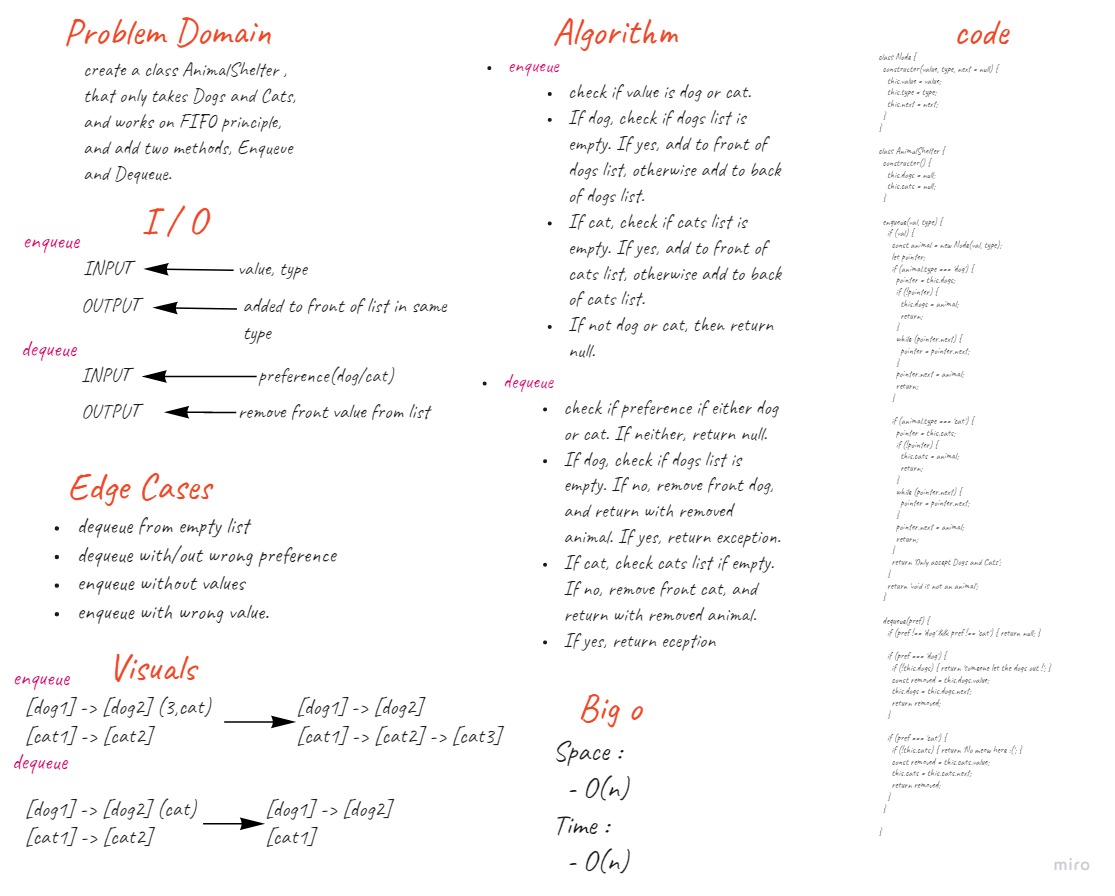 Problem Domain
create a class AnimalShelter ,
that only takes Dogs and Cats,
and works on FIFO principle,
and add two methods, Enqueue
and Dequeue.
I / O
enqueue
INPUT value, type
OUTPUT added to front of list in same
type
dequeue
INPUT preference(dog/cat)
OUTPUT remove front value from list
Edge Cases
• dequeue from empty list
• dequeue with/out wrong preference
• enqueue without values
• enqueue with wrong value.
Visuals
enqueue
[dog1] -> [dog2] (3,cat) [dog1] -> [dog2]
[cat1] -> [cat2] [cat1] -> [cat2] -> [cat3]
dequeue
[dog1] -> [dog2] (cat) [dog1] -> [dog2]
[cat1] -> [cat2] [cat1]
Algorithm
• enqueue
• check if value is dog or cat.
• If dog, check if dogs list is
empty. If yes, add to front of
dogs list, otherwise add to back
of dogs list.
• If cat, check if cats list is
empty. If yes, add to front of
cats list, otherwise add to back
of cats list.
• If not dog or cat, then return
null.
• dequeue
• check if preference if either dog
or cat. If neither, return null.
• If dog, check if dogs list is
empty. If no, remove front dog,
and return with removed
animal. If yes, return exception.
• If cat, check cats list if empty.
If no, remove front cat, and
return with removed animal.
• If yes, return eception
Big o
Space :
- O(n)
Time :
- O(n)
code
class Node {
constructor(value, type, next = null) {
this.value = value;
this.type = type;
this.next = next;
}
}
class AnimalShelter {
constructor() {
this.dogs = null;
this.cats = null;
}
enqueue(val, type) {
if (val) {
const animal = new Node(val, type);
let pointer;
if (animal.type === 'dog') {
pointer = this.dogs;
if (!pointer) {
this.dogs = animal;
return;
}
while (pointer.next) {
pointer = pointer.next;
}
pointer.next = animal;
return;
}
if (animal.type === 'cat') {
pointer = this.cats;
if (!pointer) {
this.cats = animal;
return;
}
while (pointer.next) {
pointer = pointer.next;
}
pointer.next = animal;
return;
}
return 'Only accept Dogs and Cats';
}
return 'void is not an animal';
}
dequeue(pref) {
if (pref !== 'dog' && pref !== 'cat') { return null; }
if (pref === 'dog') {
if (!this.dogs) { return 'someone let the dogs out !'; }
const removed = this.dogs.value;
this.dogs = this.dogs.next;
return removed;
}
if (pref === 'cat') {
if (!this.cats) { return 'No meow here :('; }
const removed = this.cats.value;
this.cats = this.cats.next;
return removed;
}
}
}
miro